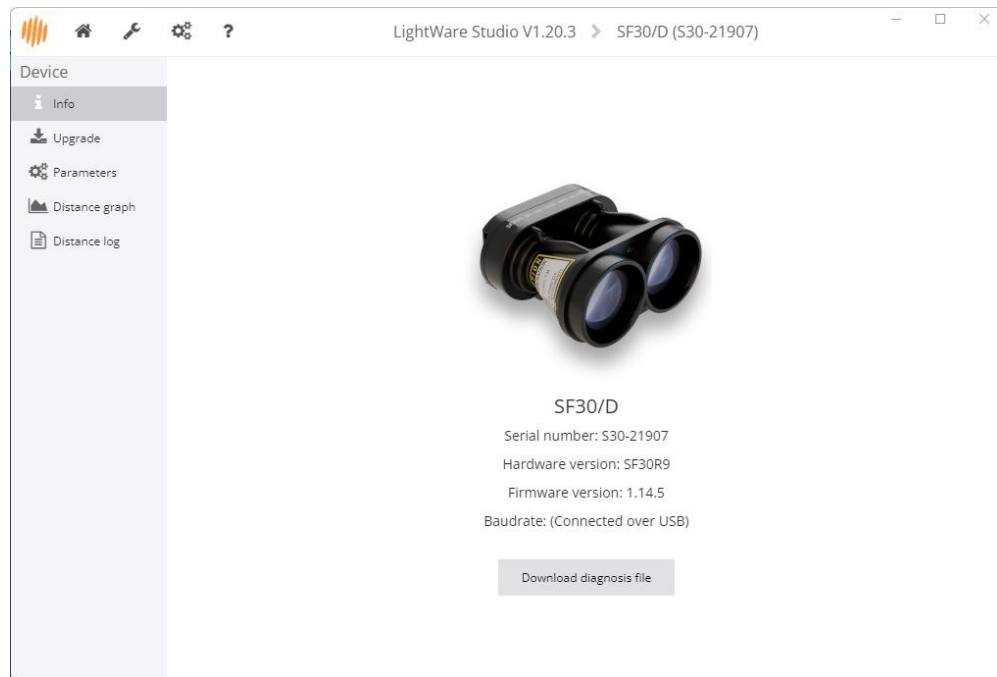 ? LightWare Studio V1.20.3 SF30/D (S30-21907)
Device
Info
Upgrade
Parameters
Distance graph
Distance log
SF30/D
Serial number: S30-21907
Hardware version: SF30R9
Firmware version: 1.14.5
Baudrate: (Connected over USB)
Download diagnosis file